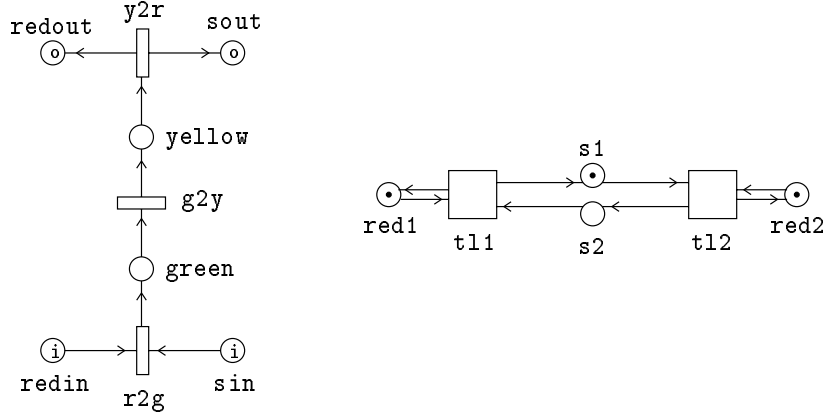 y2r
redout
sout
o
o
yellow
g2y
green
i
i
redin
sin
r2g
s1
red1
tl1
s2
tl2
red2